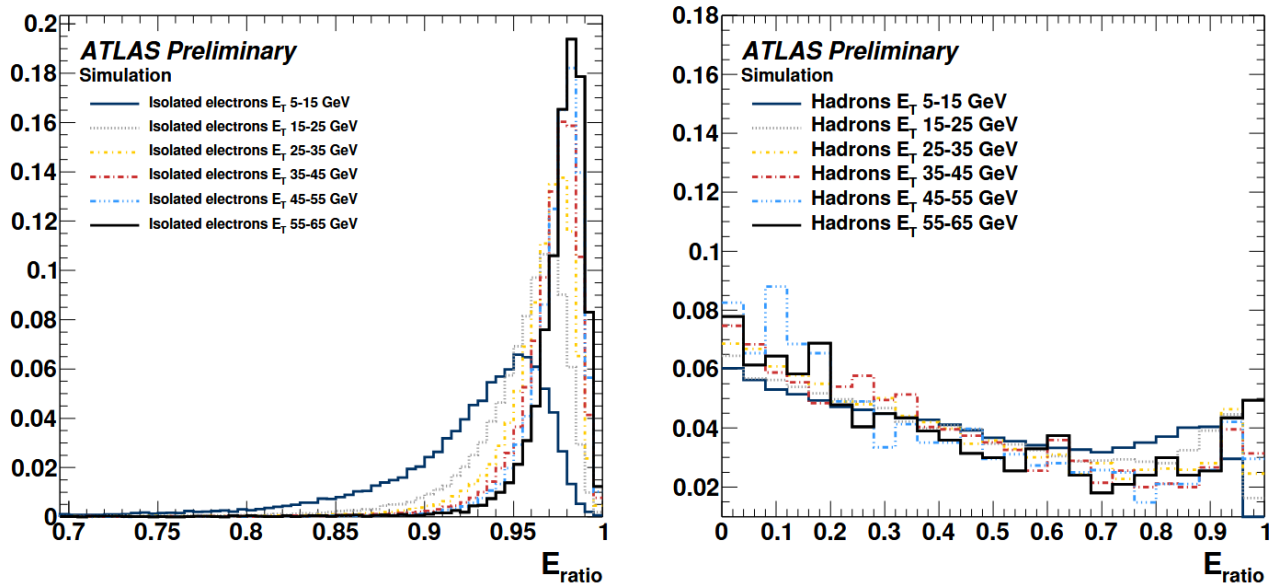 ATLAS Preliminary
Simulation
Isolated electrons E_T 5-15 GeV
Isolated electrons E_T 15-25 GeV
Isolated electrons E_T 25-35 GeV
Isolated electrons E_T 35-45 GeV
Isolated electrons E_T 45-55 GeV
Isolated electrons E_T 55-65 GeV
0.2
0.18
0.16
0.14
0.12
0.1
0.08
0.06
0.04
0.02
0
0.7 0.75 0.8 0.85 0.9 0.95 1
E_ratio
ATLAS Preliminary
Simulation
Hadrons E_T 5-15 GeV
Hadrons E_T 15-25 GeV
Hadrons E_T 25-35 GeV
Hadrons E_T 35-45 GeV
Hadrons E_T 45-55 GeV
Hadrons E_T 55-65 GeV
0.18
0.16
0.14
0.12
0.1
0.08
0.06
0.04
0.02
0 0.1 0.2 0.3 0.4 0.5 0.6 0.7 0.8 0.9 1
E_ratio